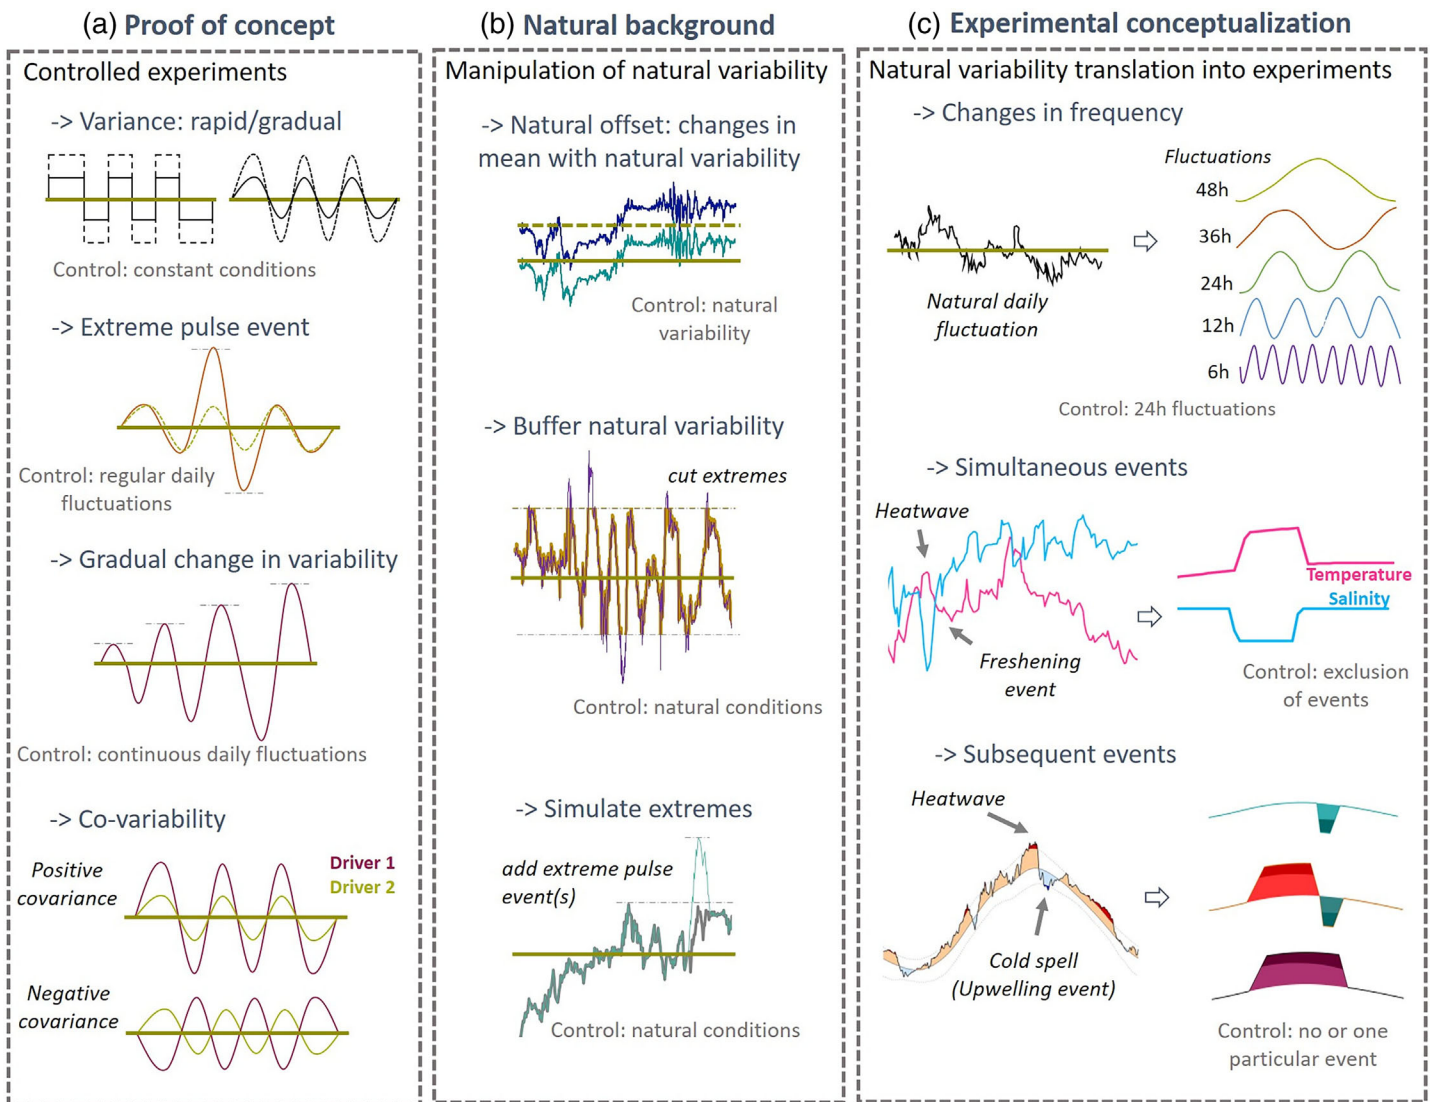 (a) Proof of concept
Controlled experiments
-> Variance: rapid/gradual
Control: constant conditions
-> Extreme pulse event
Control: regular daily
fluctuations
-> Gradual change in variability
Control: continuous daily fluctuations
-> Co-variability
Positive
covariance
Driver 1
Driver 2
Negative
covariance
(b) Natural background
Manipulation of natural variability
-> Natural offset: changes in
mean with natural variability
Control: natural
variability
-> Buffer natural variability
cut extremes
Control: natural conditions
-> Simulate extremes
add extreme pulse
event(s)
Control: natural conditions
(c) Experimental conceptualization
Natural variability translation into experiments
-> Changes in frequency
Fluctuations
48h
36h
24h
12h
6h
Natural daily
fluctuation
Control: 24h fluctuations
-> Simultaneous events
Heatwave
Freshening
event
Temperature
Salinity
Control: exclusion
of events
-> Subsequent events
Heatwave
Cold spell
(Upwelling event)
Control: no or one
particular event